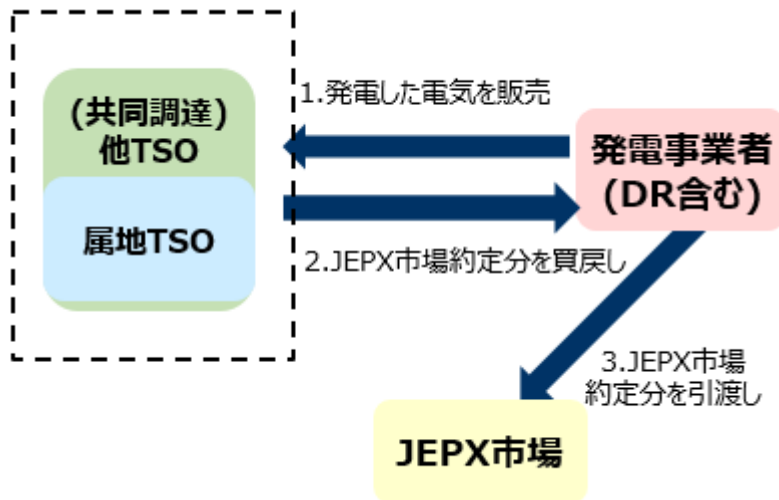 (共同調達)
他TSO
属地TSO
1.発電した電気を販売
発電事業者
(DR含む)
2.JEPX市場約定分を買戻し
3.JEPX市場
約定分を引渡し
JEPX市場